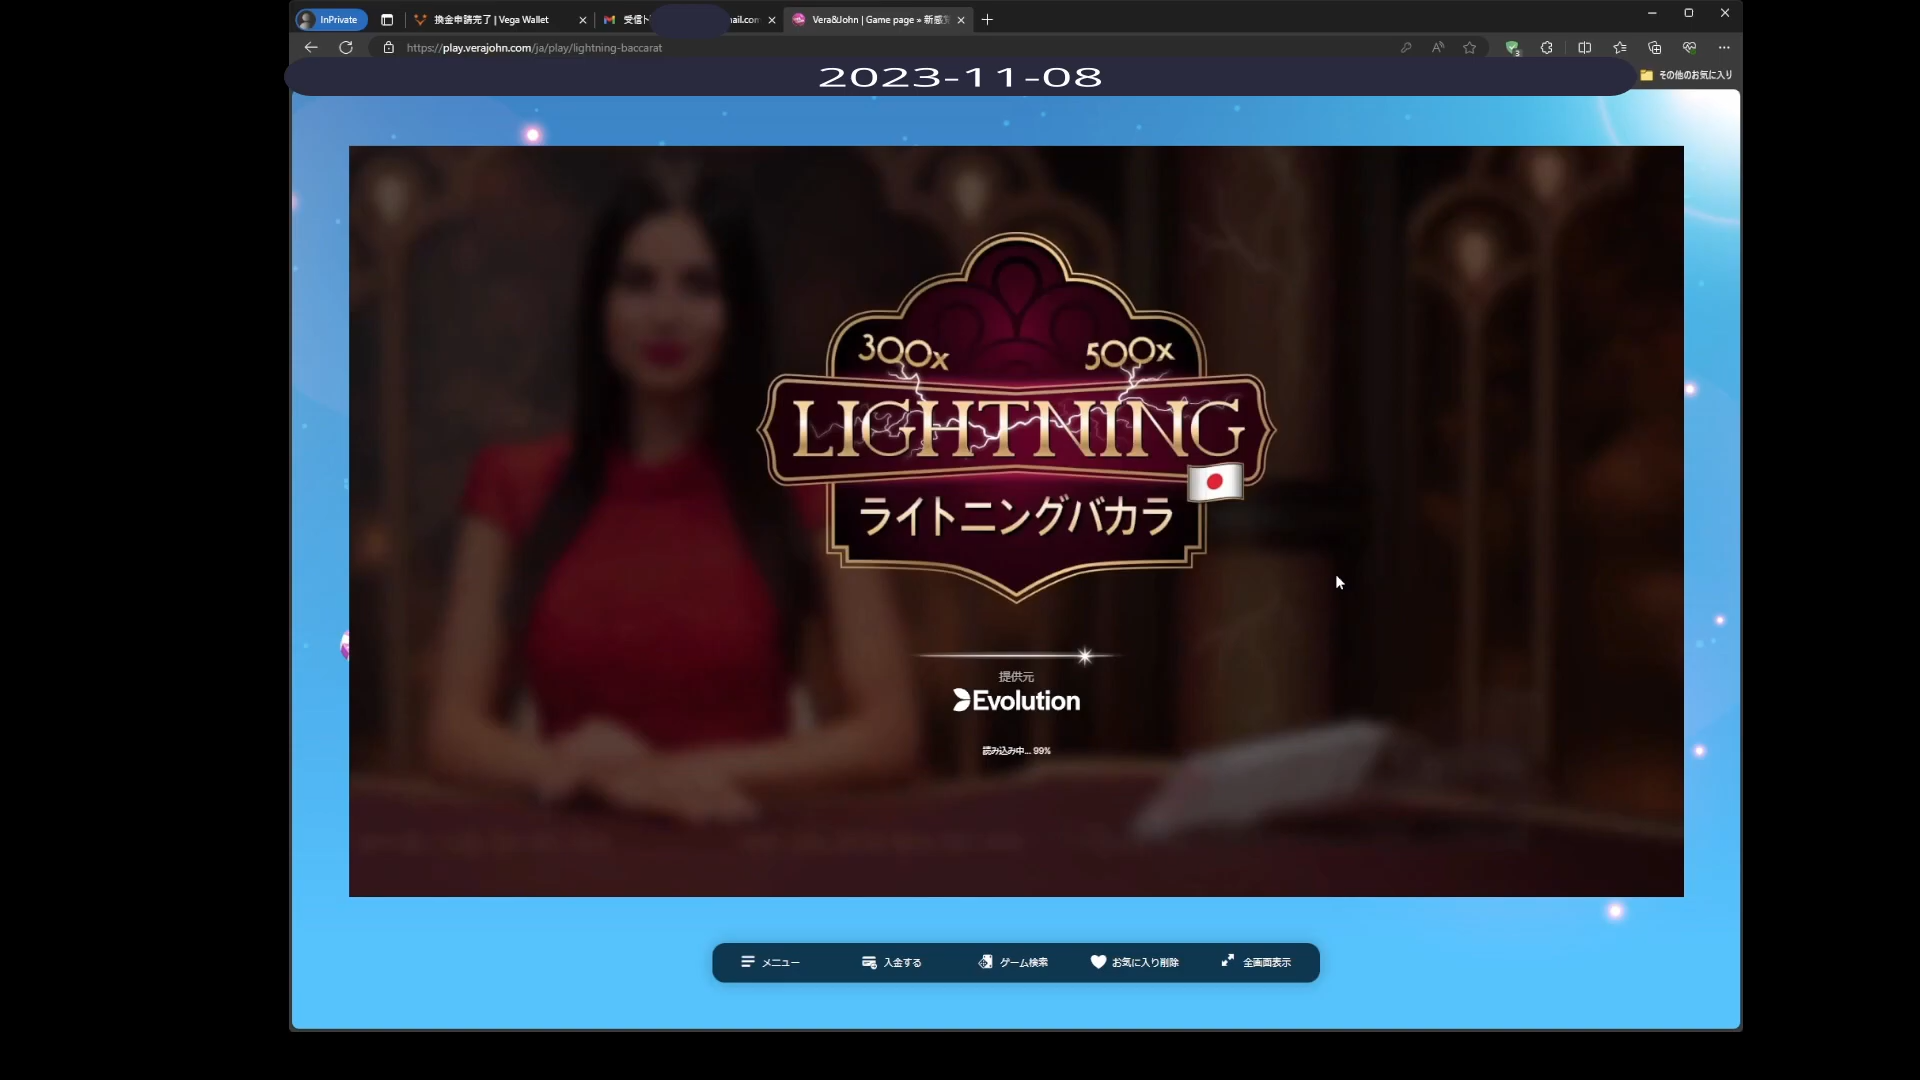 InPrivate
換金申請完了 | Vega Wallet
受信ト
ail.com
Vera&John | Game page » 新感
https://play.verajohn.com/ja/play/lightning-baccarat
3
その他のお気に入り
2023-11-08
300x
500x
LIGHTNING
ライトニングバカラ
提供元
Evolution
読み込み中... 99%
メニュー
入金する
ゲーム検索
お気に入り削除
全画面表示